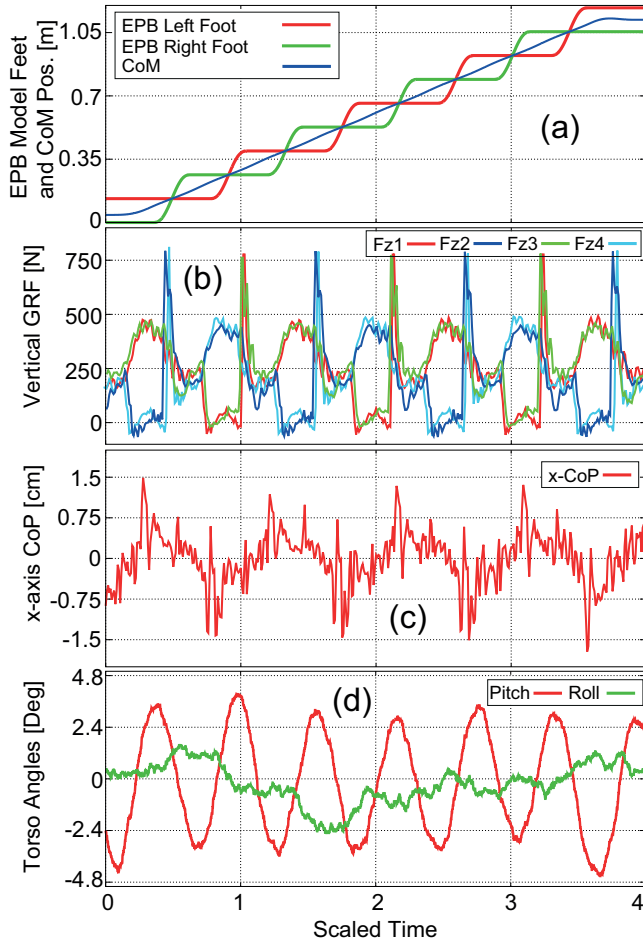 EPB Left Foot
EPB Right Foot
CoM
EPB Model Feet
and CoM Pos. [m]
1.05
0.7
0.35
0
(a)
Fz1 Fz2 Fz3 Fz4
(b)
Vertical GRF [N]
750
500
250
0
x-CoP
x-axis CoP [cm]
1.5
0.75
0
-0.75
-1.5
(c)
Pitch Roll
(d)
Torso Angles [Deg]
4.8
2.4
0
-2.4
-4.8
0 1 2 3 4
Scaled Time